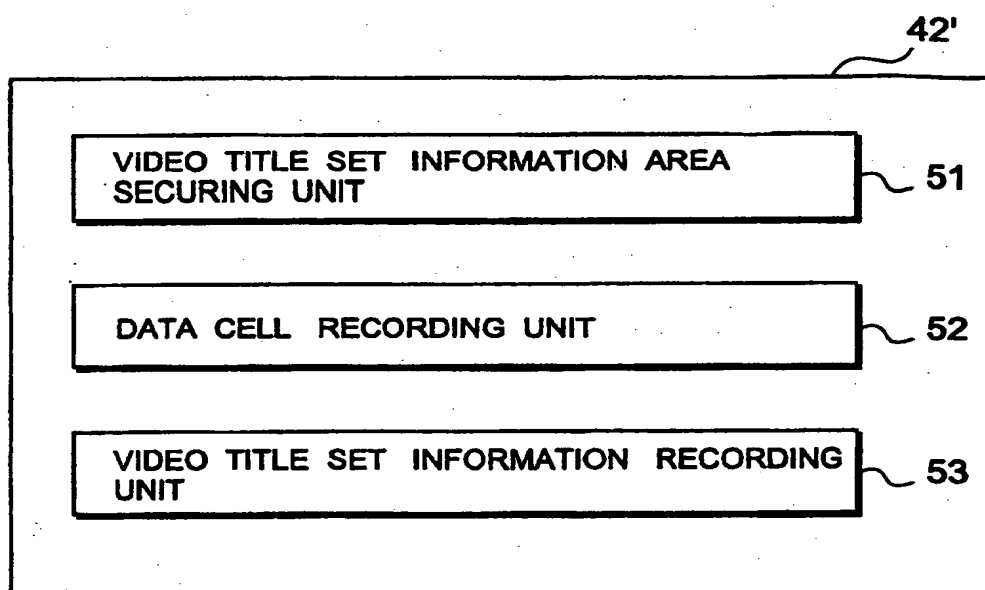 42'
VIDEO TITLE SET INFORMATION AREA
SECURING UNIT
51
DATA CELL RECORDING UNIT
52
VIDEO TITLE SET INFORMATION RECORDING
UNIT
53